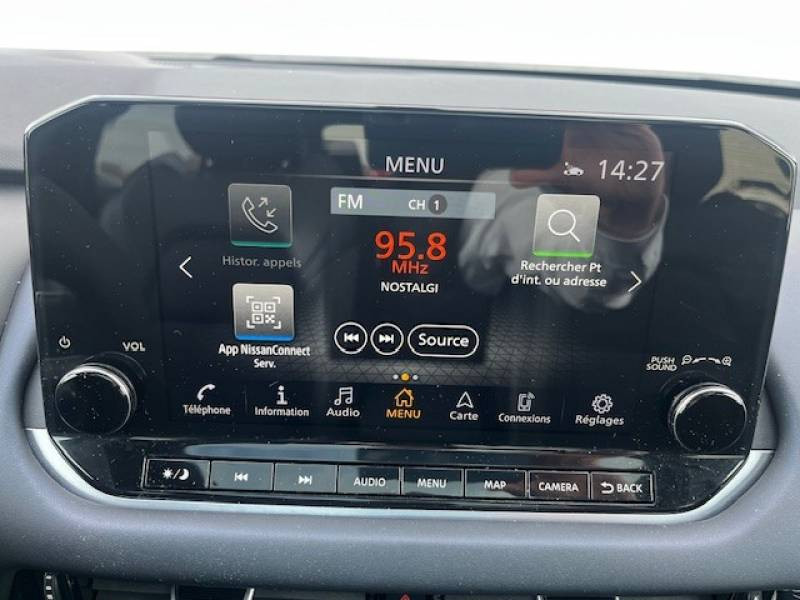 MENU
14:27
FM CH 1
Histor. appels
95.8
MHz
NOSTALGI
Rechercher Pt
d'int. ou adresse
App NissanConnect
Serv.
Source
VOL
PUSH
SOUND
Téléphone Information Audio MENU Carte Connexions Réglages
AUDIO MENU MAP CAMERA BACK